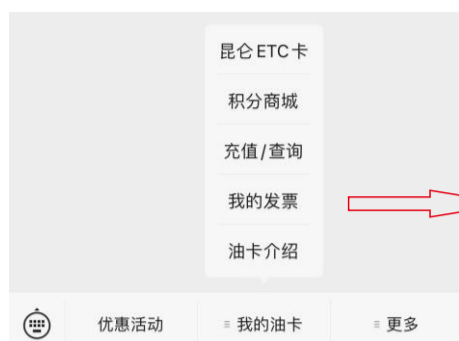 昆仑ETC卡
积分商城
充值/查询
我的发票
油卡介绍
优惠活动 ≡ 我的油卡 ≡ 更多